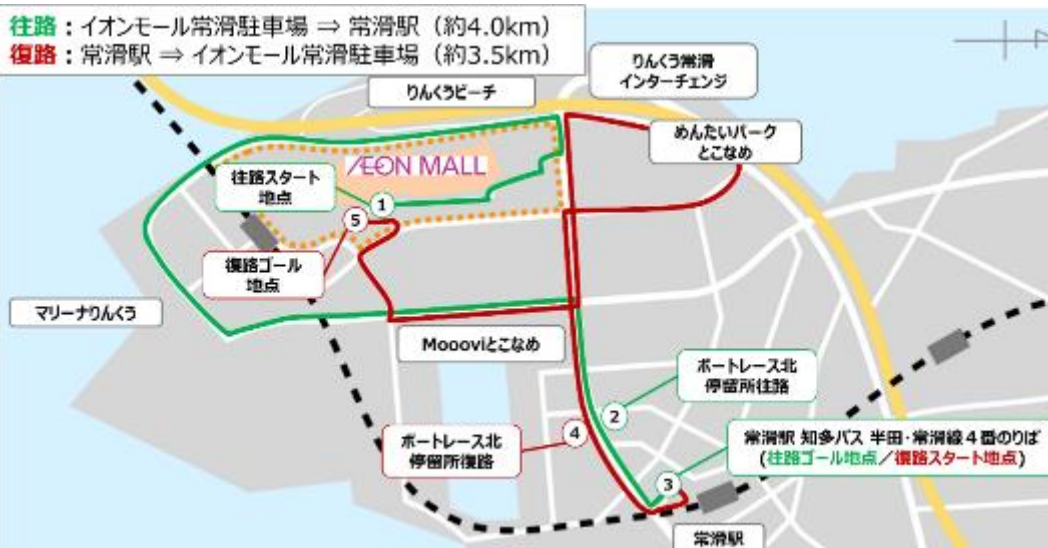 往路：イオンモール常滑駐車場 ⇒ 常滑駅（約4.0km）
復路：常滑駅 ⇒ イオンモール常滑駐車場（約3.5km）
りんくうビーチ
りんくう常滑
インターチェンジ
めんたいパーク
とこなめ
ÆON MALL
往路スタート
地点
1
5
復路ゴール
地点
マリーナりんくう
Moooviとこなめ
ボートレース北
停留所往路
2
4
ボートレース北
停留所復路
常滑駅 知多バス 半田・常滑線４番のりば
(往路ゴール地点／復路スタート地点)
3
常滑駅